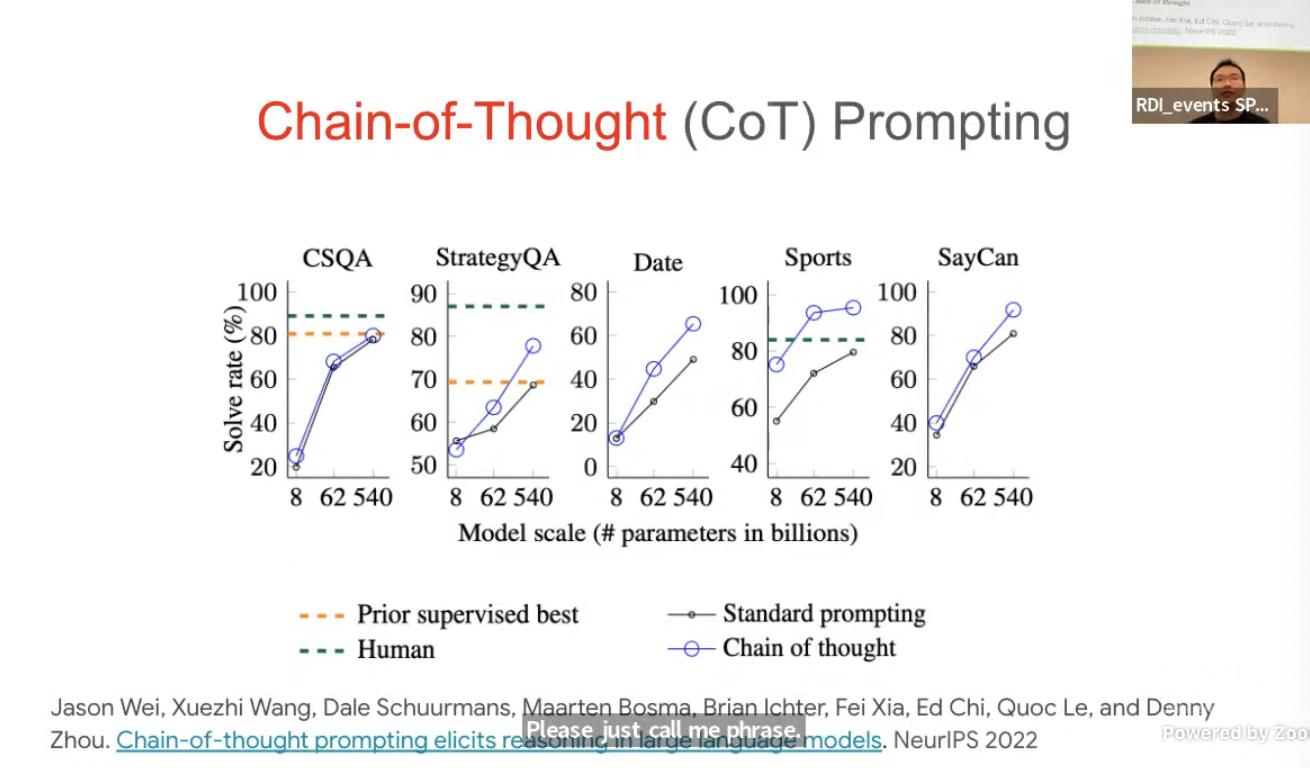 chain of thought
n Ichter, Fei Xia, Ed Chi, Quoc Le, and Denny
models. NeurIPS 2022
RDI_events SP...
Chain-of-Thought (CoT) Prompting
CSQA
StrategyQA
Date
Sports
SayCan
Solve rate (%)
100
80
60
40
20
8 62 540
90
80
70
60
50
8 62 540
80
60
40
20
0
8 62 540
100
80
60
40
8 62 540
100
80
60
40
20
8 62 540
Model scale (# parameters in billions)
Prior supervised best
Human
Standard prompting
Chain of thought
Jason Wei, Xuezhi Wang, Dale Schuurmans, Maarten Bosma, Brian Ichter, Fei Xia, Ed Chi, Quoc Le, and Denny
Zhou. Chain-of-thought prompting elicits reasoning in large language models. NeurIPS 2022
Please just call me phrase.
Powered by Zoo